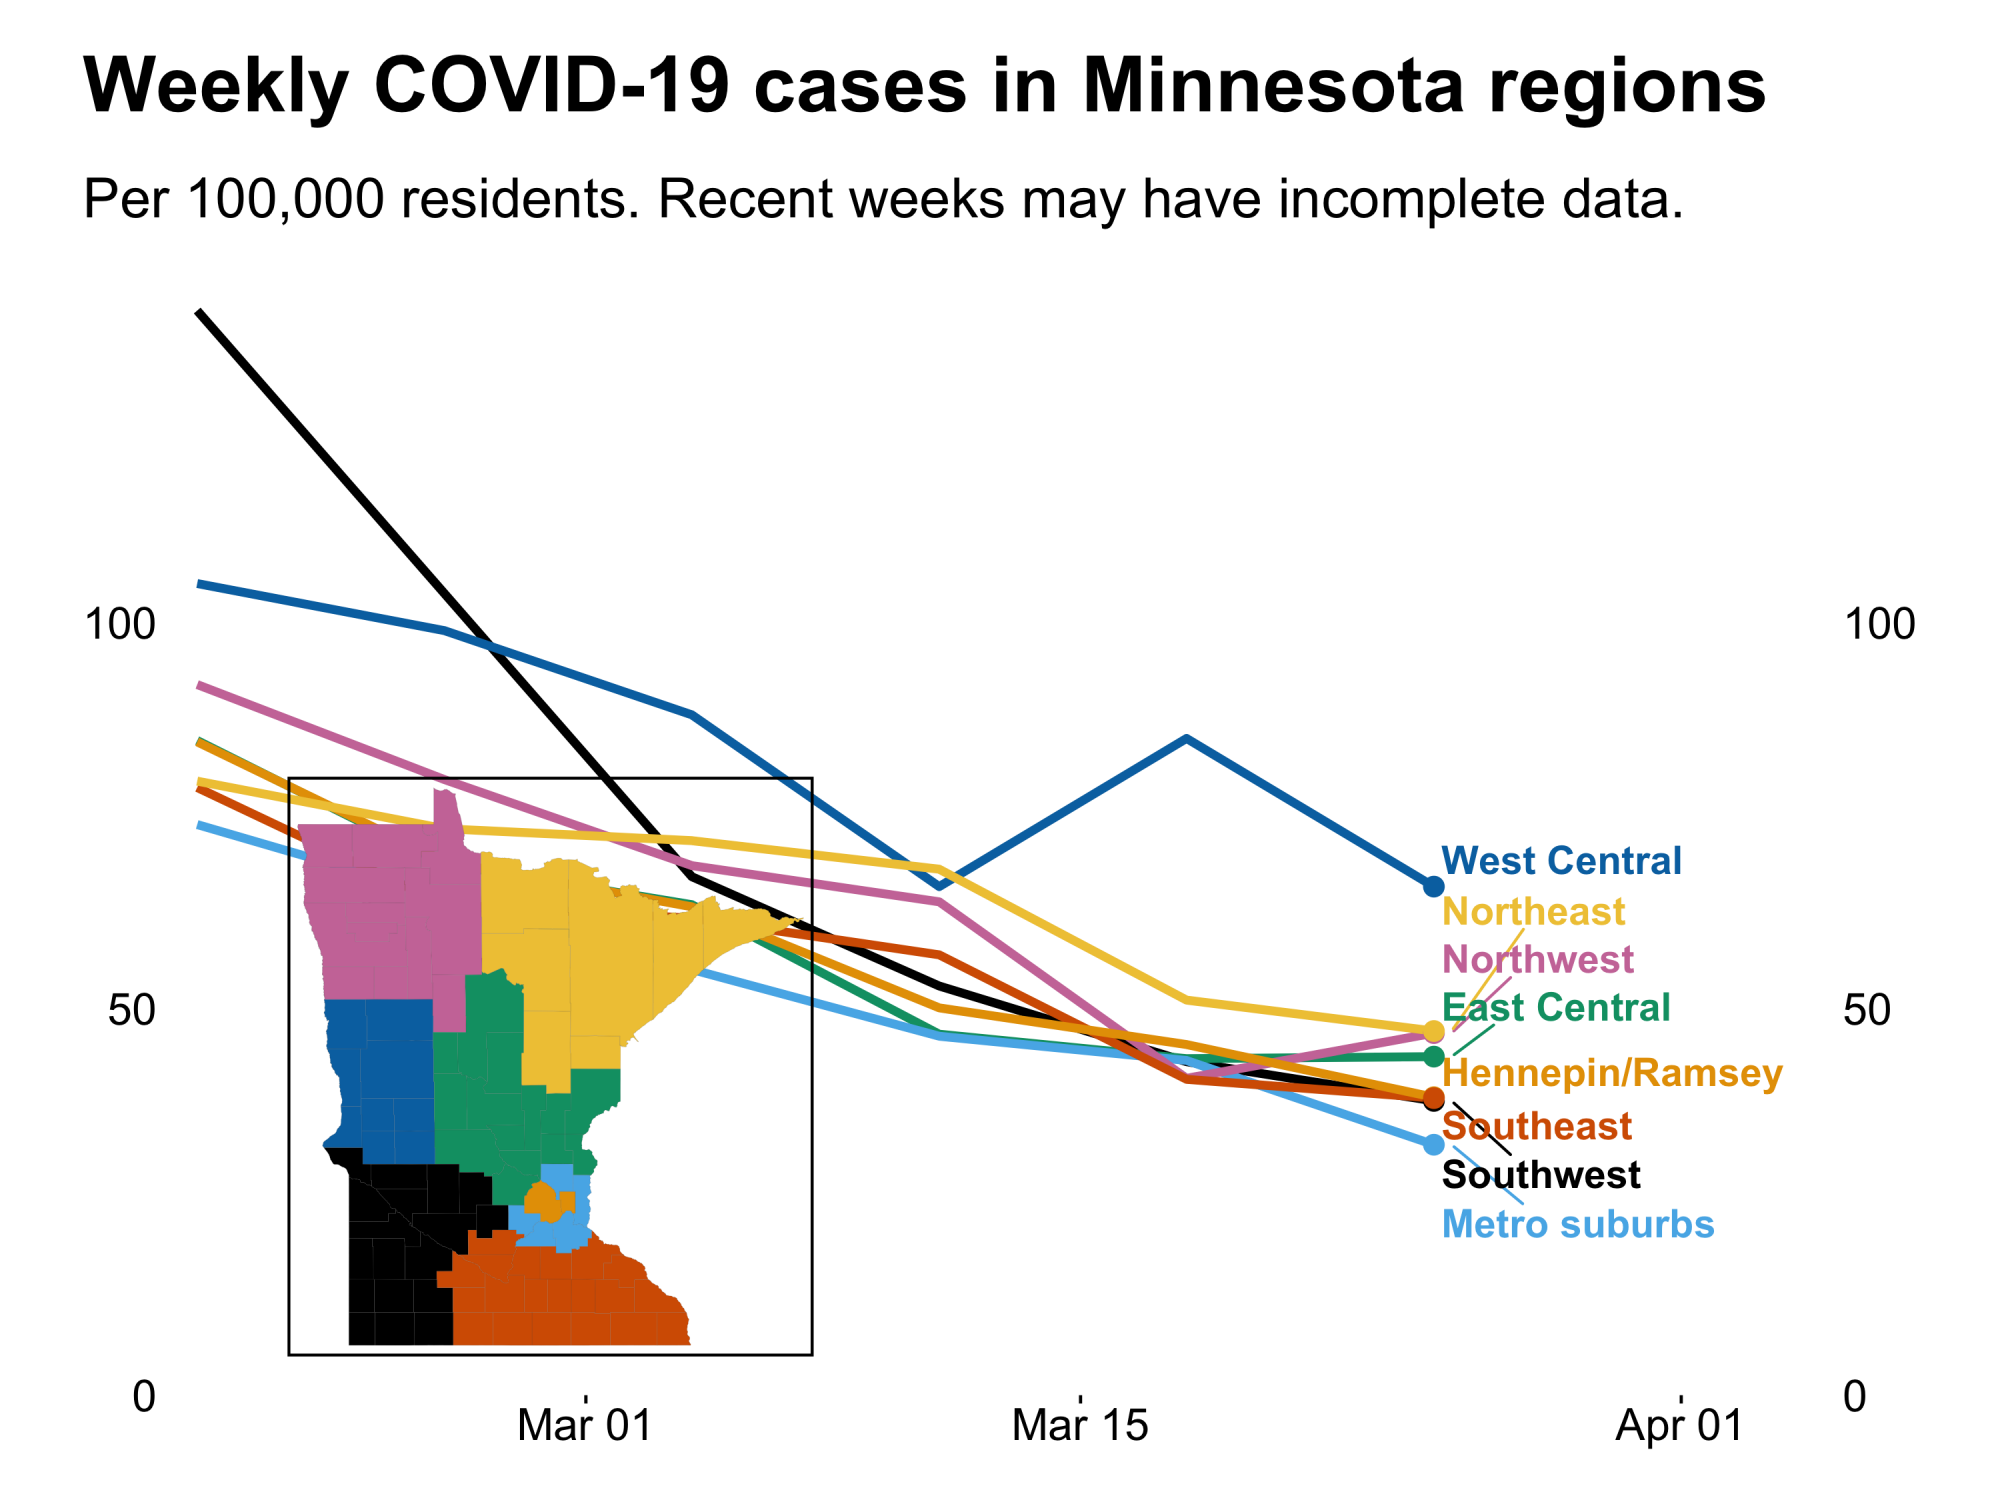 Weekly COVID-19 cases in Minnesota regions
Per 100,000 residents. Recent weeks may have incomplete data.
100
100
West Central
Northeast
Northwest
50
East Central
50
Hennepin/Ramsey
Southeast
Southwest
Metro suburbs
0
0
Mar 01
Mar 15
Apr 01